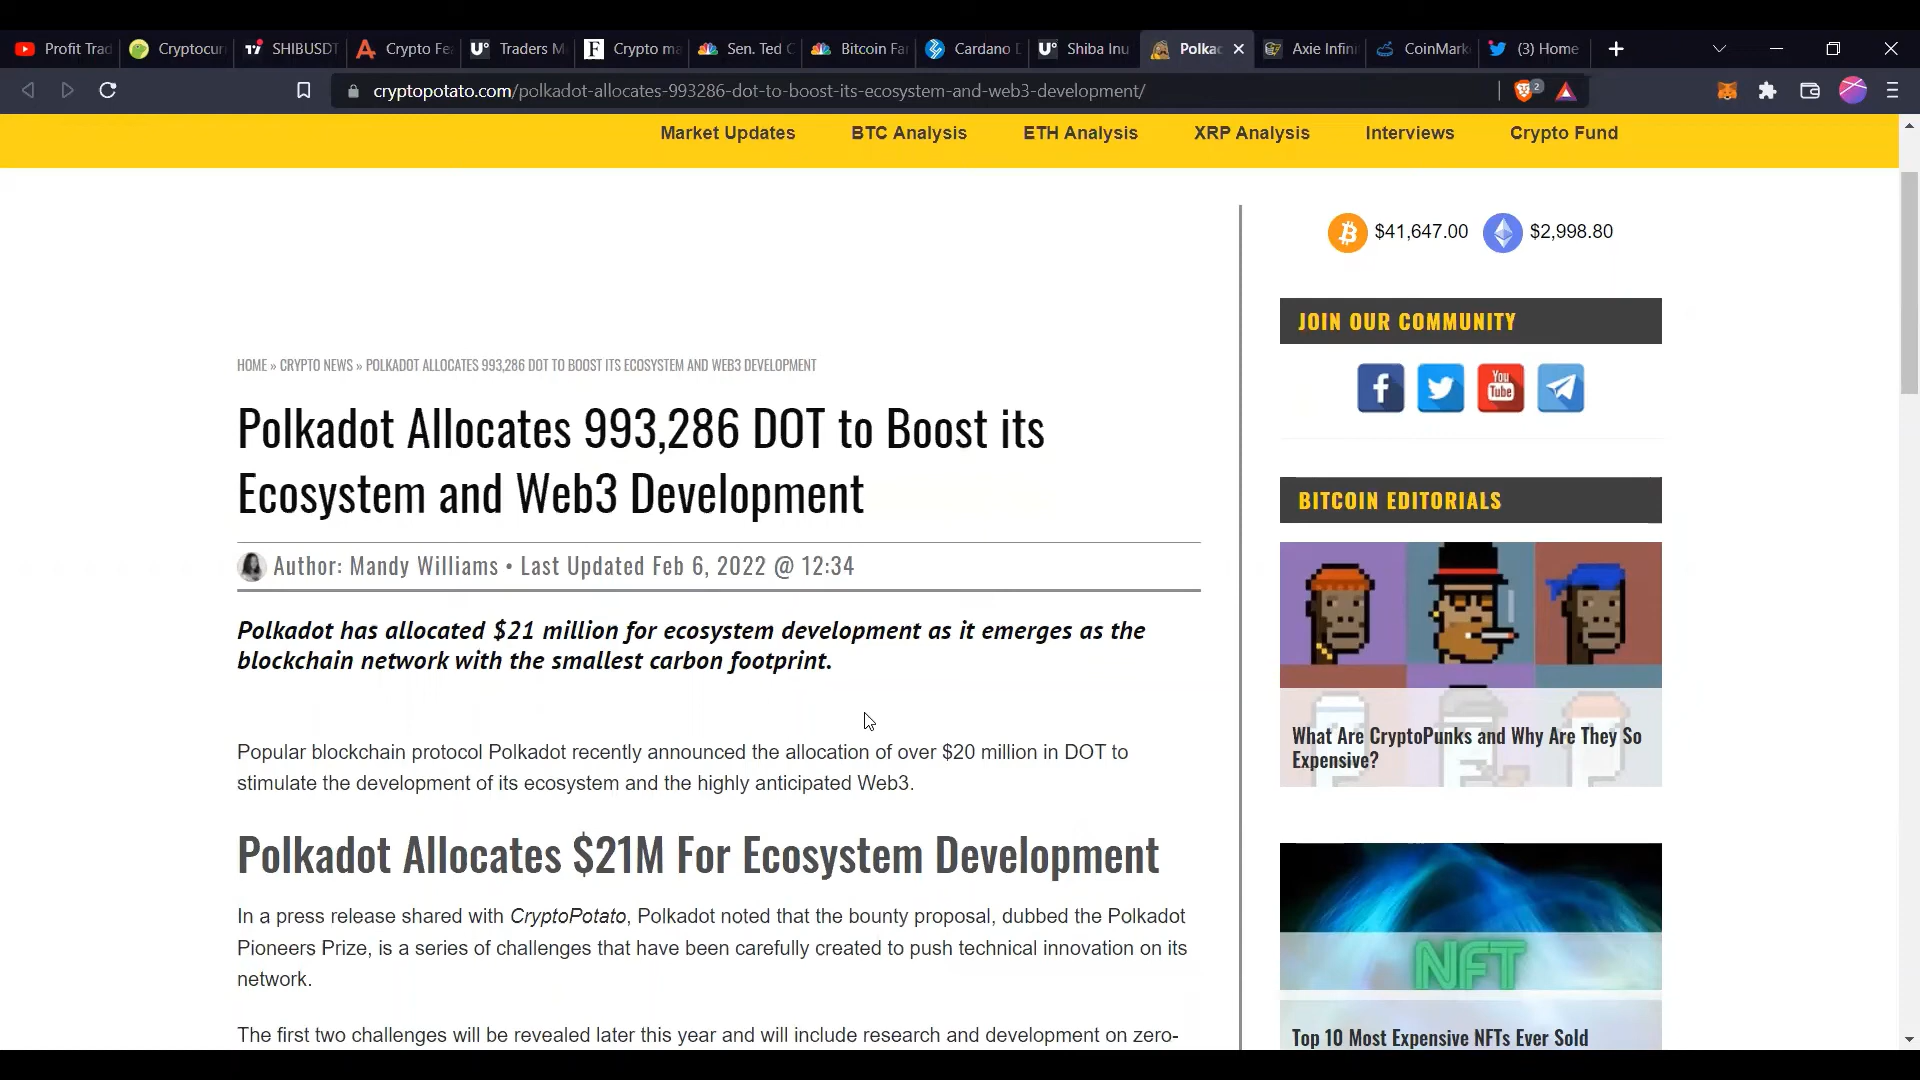 Profit Trad
Cryptocur
SHIBUSDT
Crypto Fe
Traders M
Crypto ma
Sen. Ted C
Bitcoin Fa
Cardano
Shiba Inu
Polka
Axie Infin
CoinMark
(3) Home
cryptopotato.com/polkadot-allocates-993286-dot-to-boost-its-ecosystem-and-web3-development/
2
Market Updates
BTC Analysis
ETH Analysis
XRP Analysis
Interviews
Crypto Fund
$41,647.00
$2,998.80
JOIN OUR COMMUNITY
You
Tube
HOME » CRYPTO NEWS » POLKADOT ALLOCATES 993,286 DOT TO BOOST ITS ECOSYSTEM AND WEB3 DEVELOPMENT
Polkadot Allocates 993,286 DOT to Boost its
Ecosystem and Web3 Development
Author: Mandy Williams • Last Updated Feb 6, 2022 @ 12:34
Polkadot has allocated $21 million for ecosystem development as it emerges as the
blockchain network with the smallest carbon footprint.
Popular blockchain protocol Polkadot recently announced the allocation of over $20 million in DOT to
stimulate the development of its ecosystem and the highly anticipated Web3.
Polkadot Allocates $21M For Ecosystem Development
In a press release shared with CryptoPotato, Polkadot noted that the bounty proposal, dubbed the Polkadot
Pioneers Prize, is a series of challenges that have been carefully created to push technical innovation on its
network.
The first two challenges will be revealed later this year and will include research and development on zero-
BITCOIN EDITORIALS
What Are CryptoPunks and Why Are They So
Expensive?
NFT
Top 10 Most Expensive NFTs Ever Sold